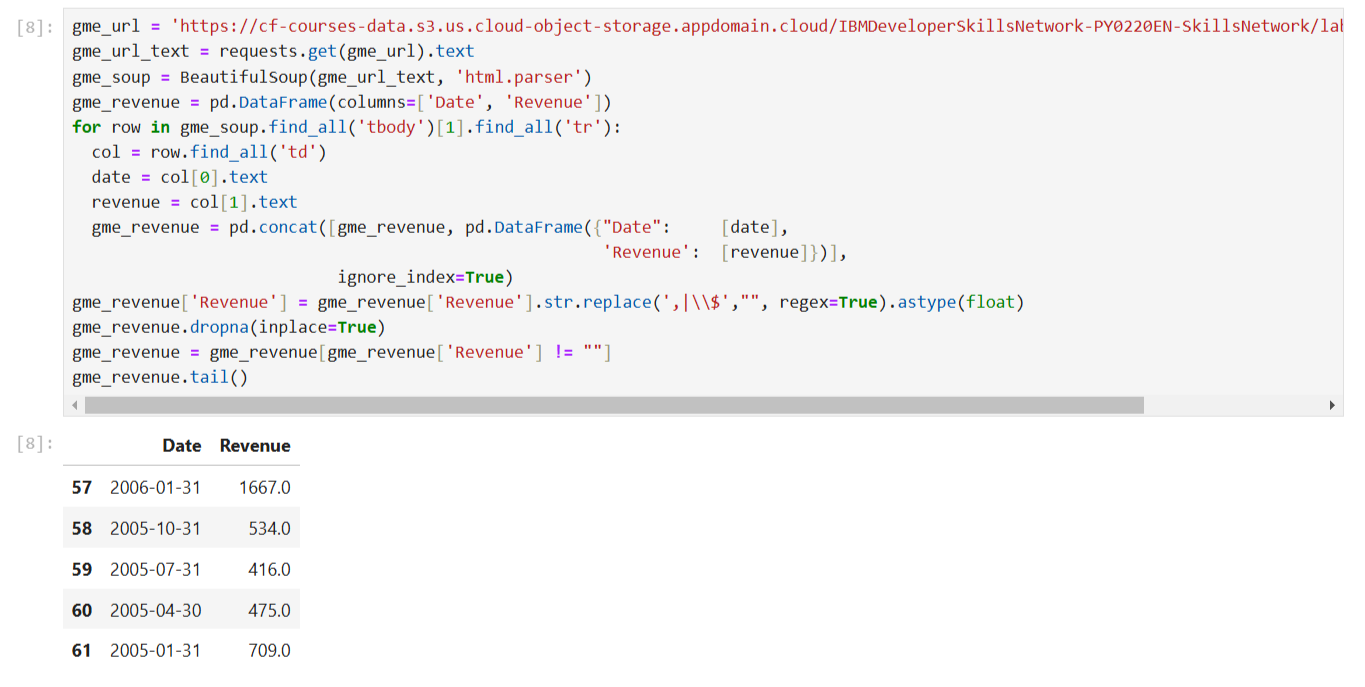 [8]: gme_url = 'https://cf-courses-data.s3.us.cloud-object-storage.appdomain.cloud/IBMDeveloperSkillsNetwork-PY0220EN-SkillsNetwork/la
gme_url_text = requests.get(gme_url).text
gme_soup = BeautifulSoup(gme_url_text, 'html.parser')
gme_revenue = pd.DataFrame(columns=['Date', 'Revenue'])
for row in gme_soup.find_all('tbody')[1].find_all('tr'):
  col = row.find_all('td')
  date = col[0].text
  revenue = col[1].text
  gme_revenue = pd.concat([gme_revenue, pd.DataFrame({"Date":     [date],
                                                      'Revenue':  [revenue]})],
                           ignore_index=True)
gme_revenue['Revenue'] = gme_revenue['Revenue'].str.replace(',|\\$',"", regex=True).astype(float)
gme_revenue.dropna(inplace=True)
gme_revenue = gme_revenue[gme_revenue['Revenue'] != ""]
gme_revenue.tail()
[8]: Date Revenue
57 2006-01-31 1667.0
58 2005-10-31 534.0
59 2005-07-31 416.0
60 2005-04-30 475.0
61 2005-01-31 709.0